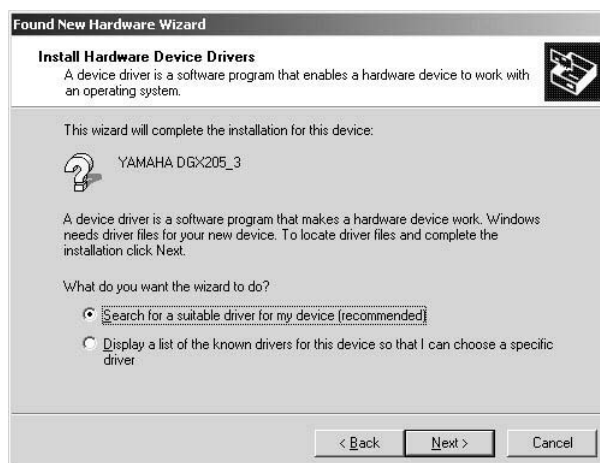 Found New Hardware Wizard
Install Hardware Device Drivers
A device driver is a software program that enables a hardware device to work with
an operating system.
This wizard will complete the installation for this device:
YAMAHA DGX205_3
A device driver is a software program that makes a hardware device work. Windows
needs driver files for your new device. To locate driver files and complete the
installation click Next.
What do you want the wizard to do?
Search for a suitable driver for my device (recommended)
Display a list of the known drivers for this device so that I can choose a specific
driver
< Back Next > Cancel